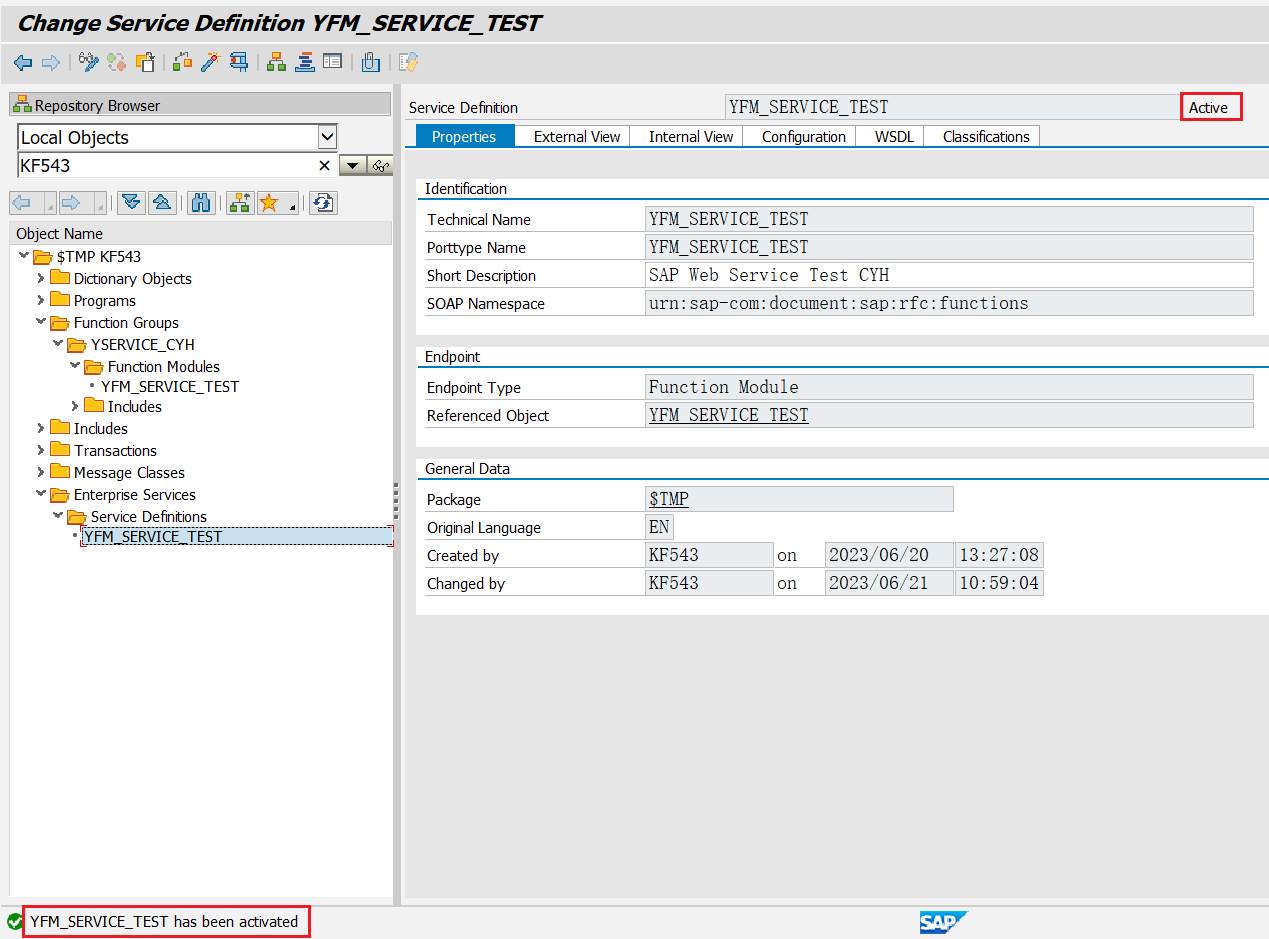 Change Service Definition YFM_SERVICE_TEST
Repository Browser
Local Objects
KF543
Object Name
$TMP KF543
Dictionary Objects
Programs
Function Groups
YSERVICE_CYH
Function Modules
YFM_SERVICE_TEST
Includes
Includes
Transactions
Message Classes
Enterprise Services
Service Definitions
YFM_SERVICE_TEST
Service Definition YFM_SERVICE_TEST Active
Properties External View Internal View Configuration WSDL Classifications
Identification
Technical Name YFM_SERVICE_TEST
Porttype Name YFM_SERVICE_TEST
Short Description SAP Web Service Test CYH
SOAP Namespace urn:sap-com:document:sap:rfc:functions
Endpoint
Endpoint Type Function Module
Referenced Object YFM_SERVICE_TEST
General Data
Package $TMP
Original Language EN
Created by KF543 on 2023/06/20 13:27:08
Changed by KF543 on 2023/06/21 10:59:04
YFM_SERVICE_TEST has been activated
SAP